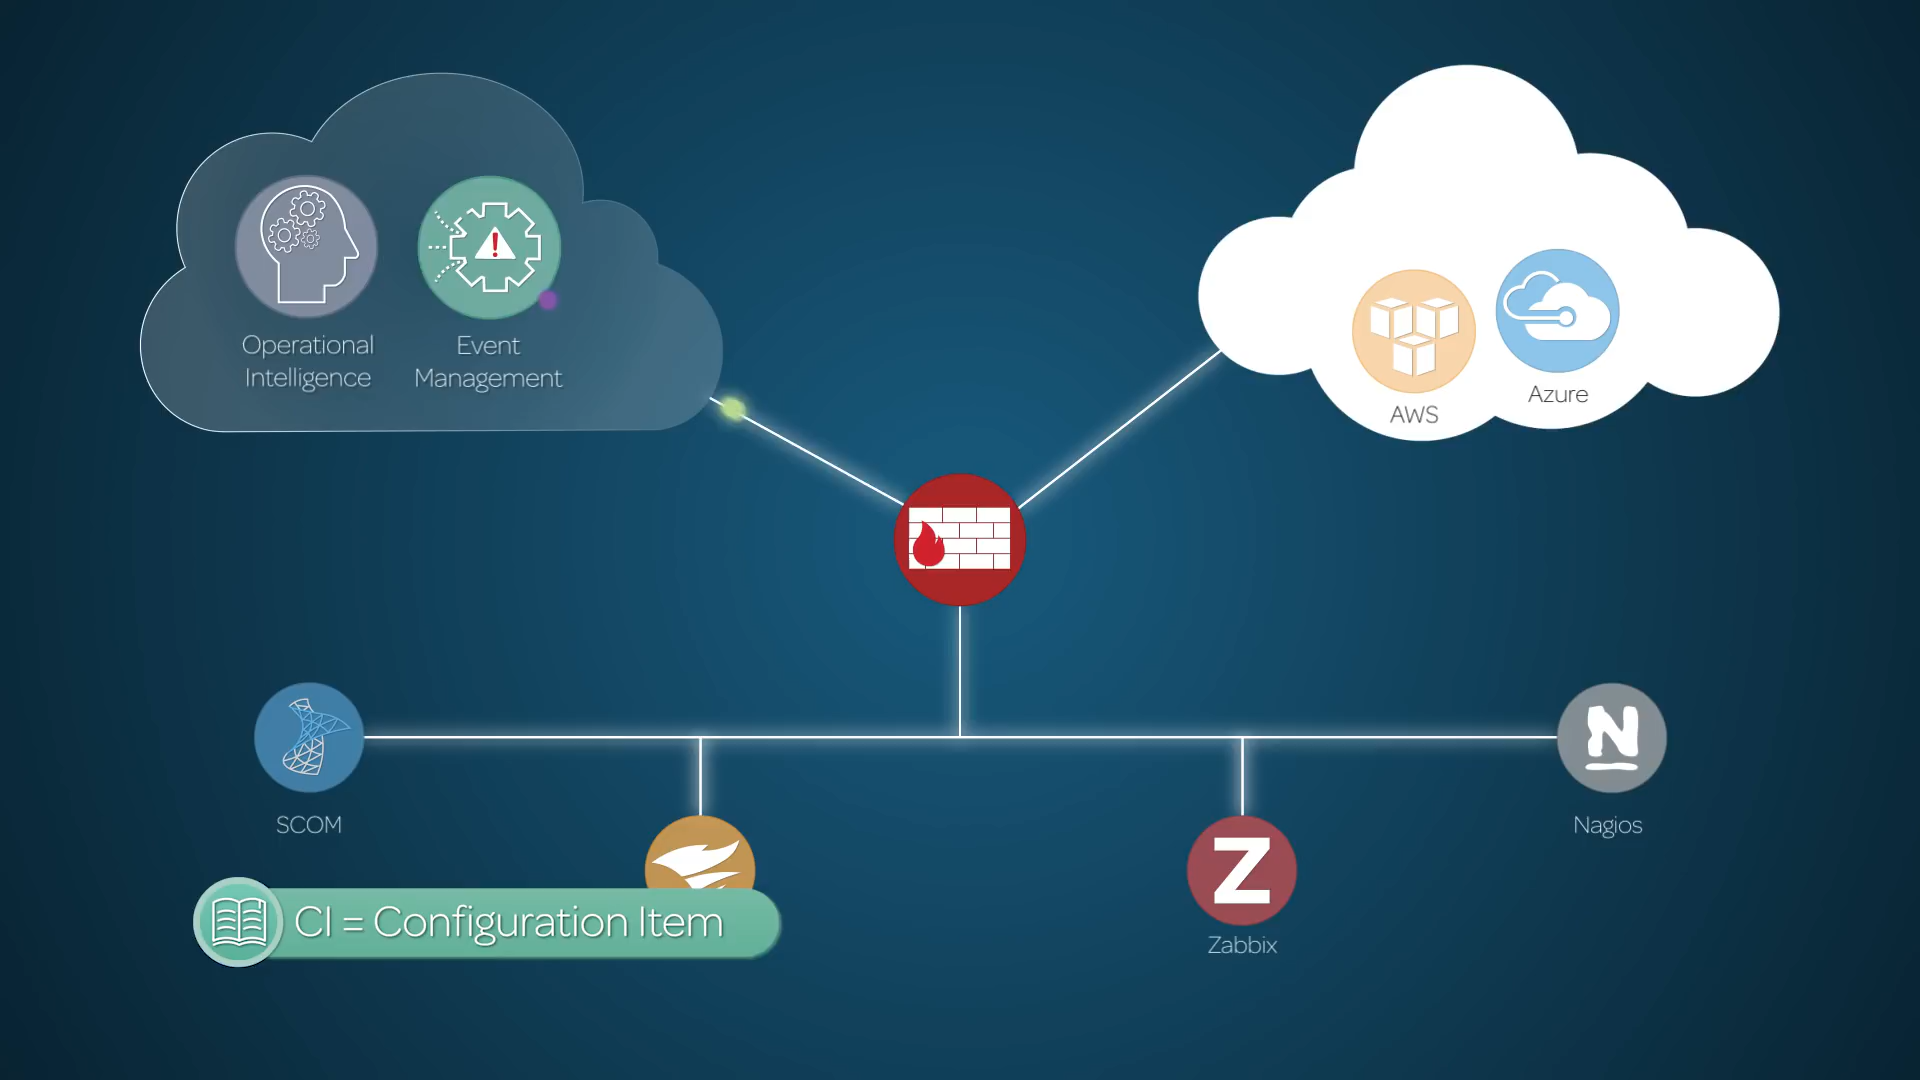 Operational
Intelligence
Event
Management
AWS
Azure
SCOM
N
Nagios
Z
Zabbix
CI = Configuration Item